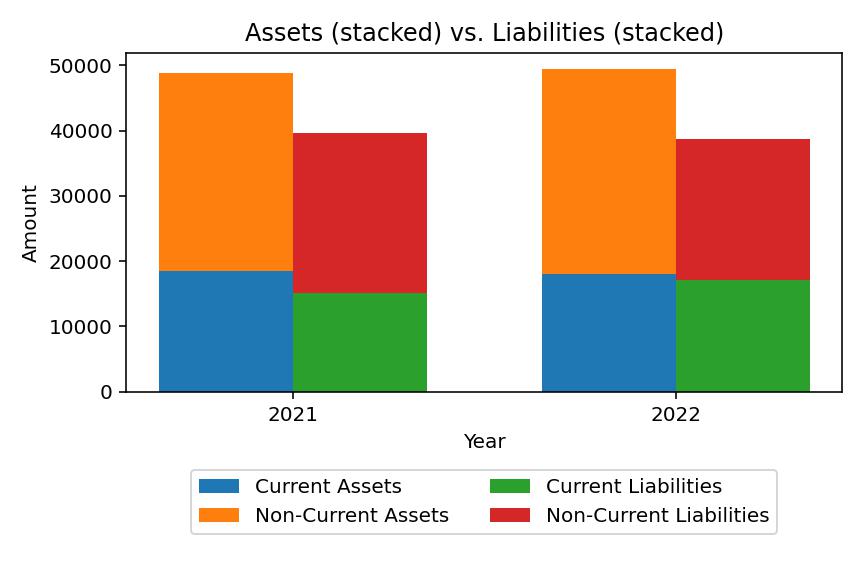 Assets (stacked) vs. Liabilities (stacked)
50000
40000
30000
20000
10000
0
Amount
2021 2022
Year
Current Assets Current Liabilities
Non-Current Assets Non-Current Liabilities